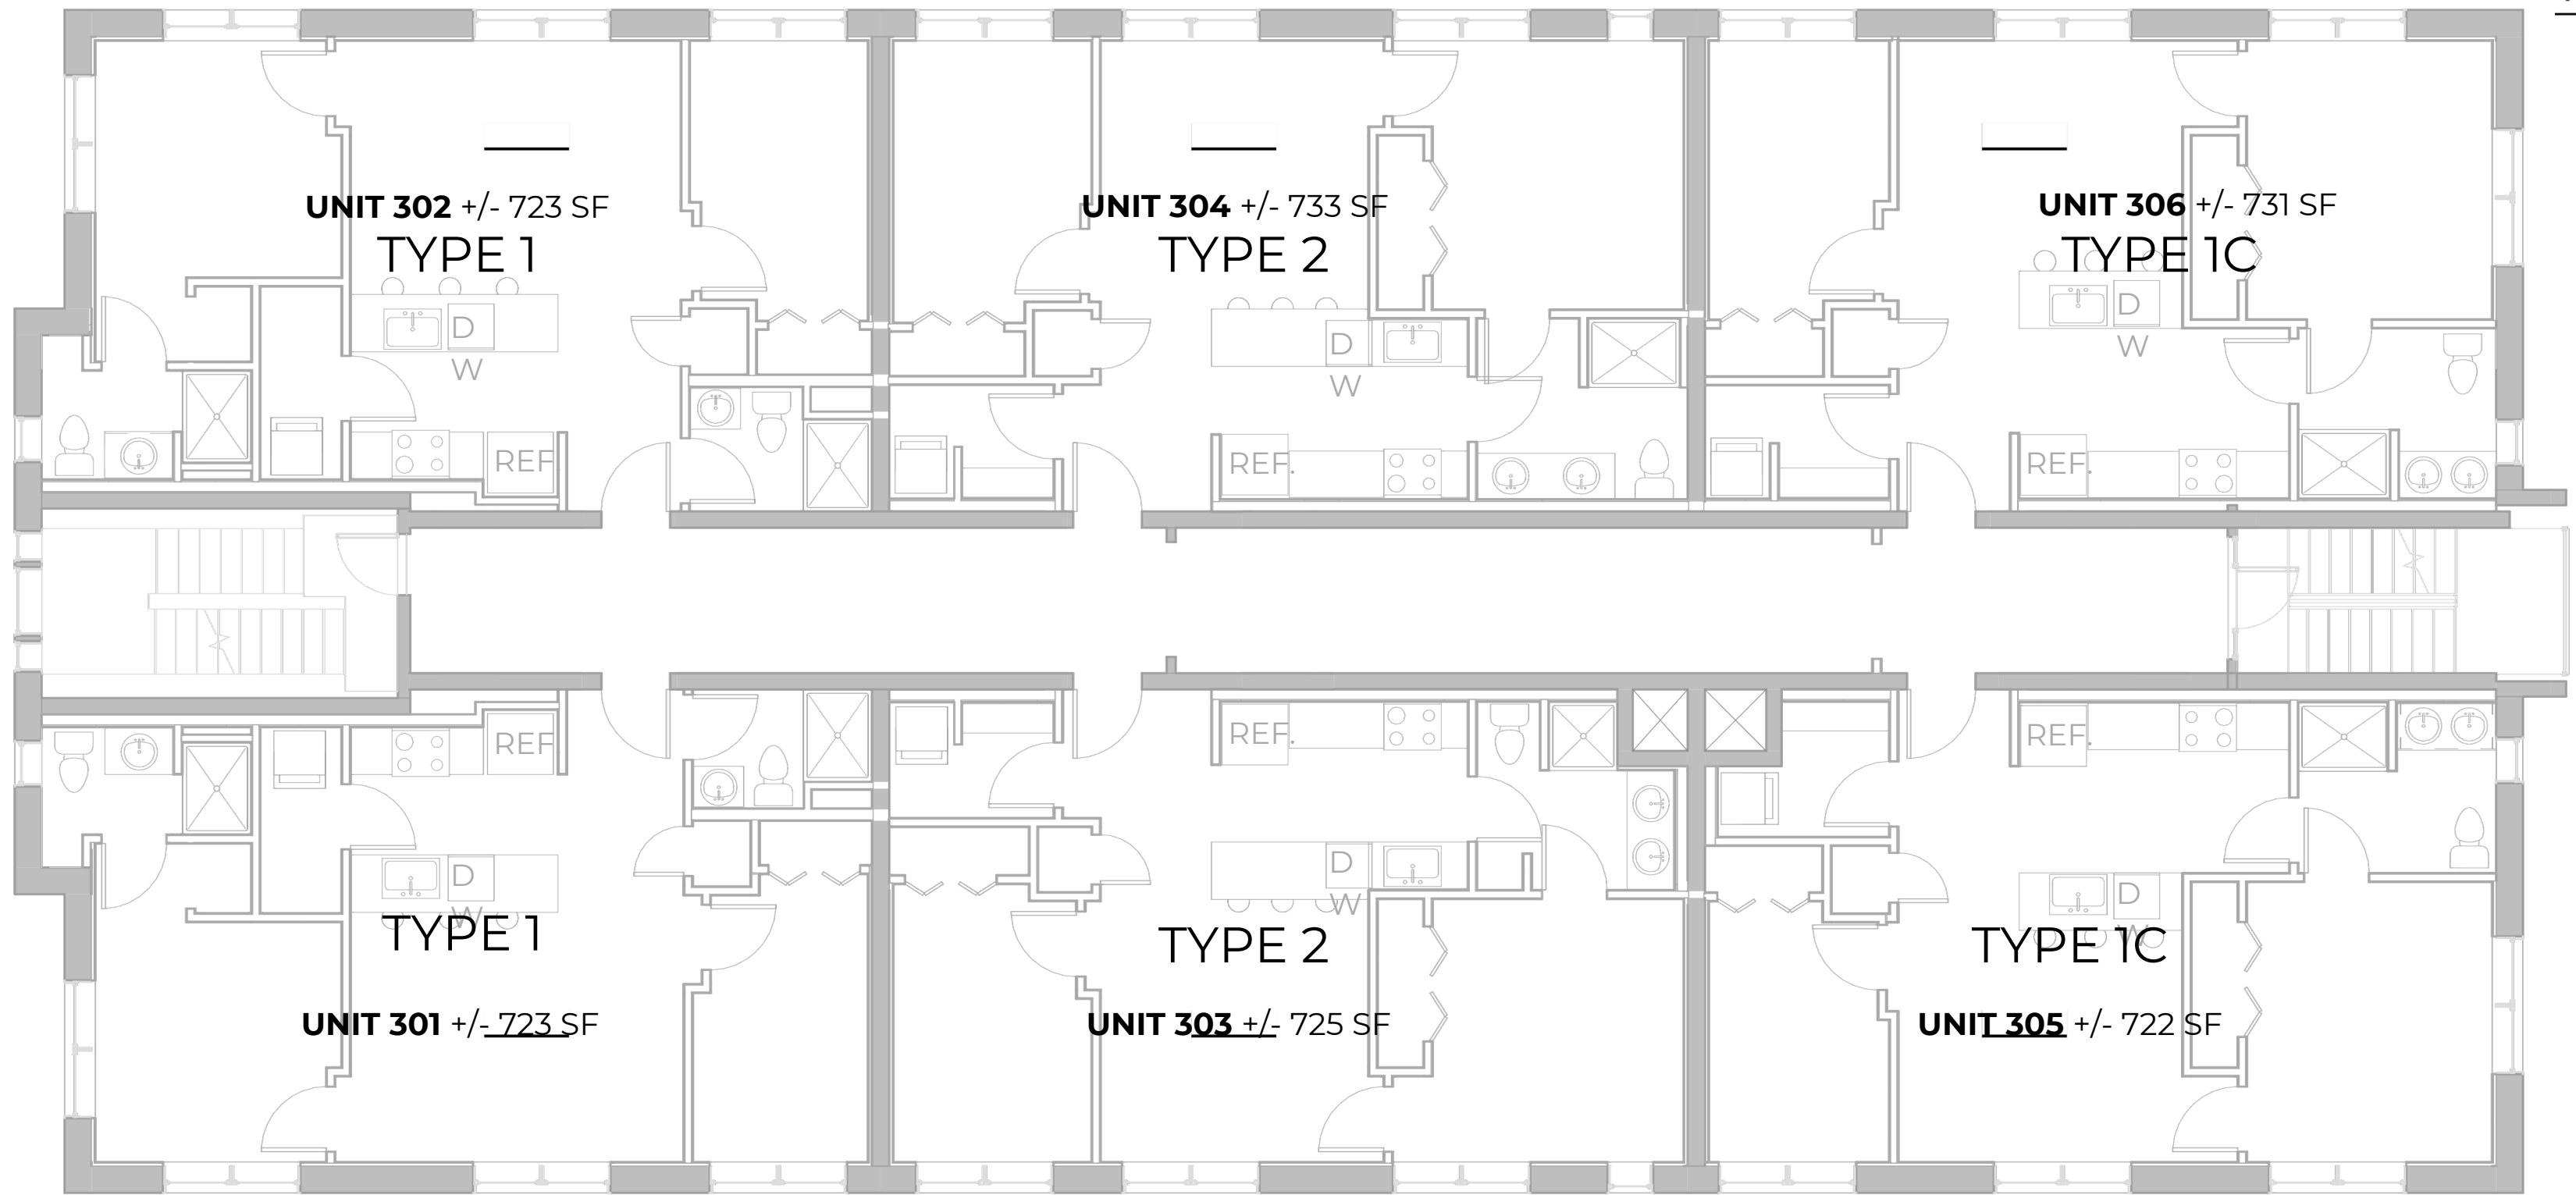 UNIT 302 +/- 723 SF
TYPE 1
D
W
REF
UNIT 304 +/- 733 SF
TYPE 2
D
W
REF.
UNIT 306 +/- 731 SF
TYPE 1C
D
W
REF.
REF
D
W
TYPE 1
UNIT 301 +/- 723 SF
REF.
D
W
TYPE 2
UNIT 303 +/- 725 SF
REF.
D
W
TYPE 1C
UNIT 305 +/- 722 SF